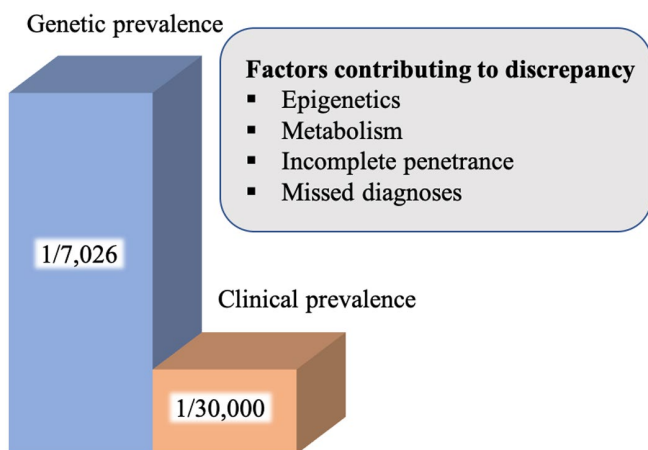 Genetic prevalence
Factors contributing to discrepancy
▪ Epigenetics
▪ Metabolism
▪ Incomplete penetrance
▪ Missed diagnoses
1/7,026
Clinical prevalence
1/30,000